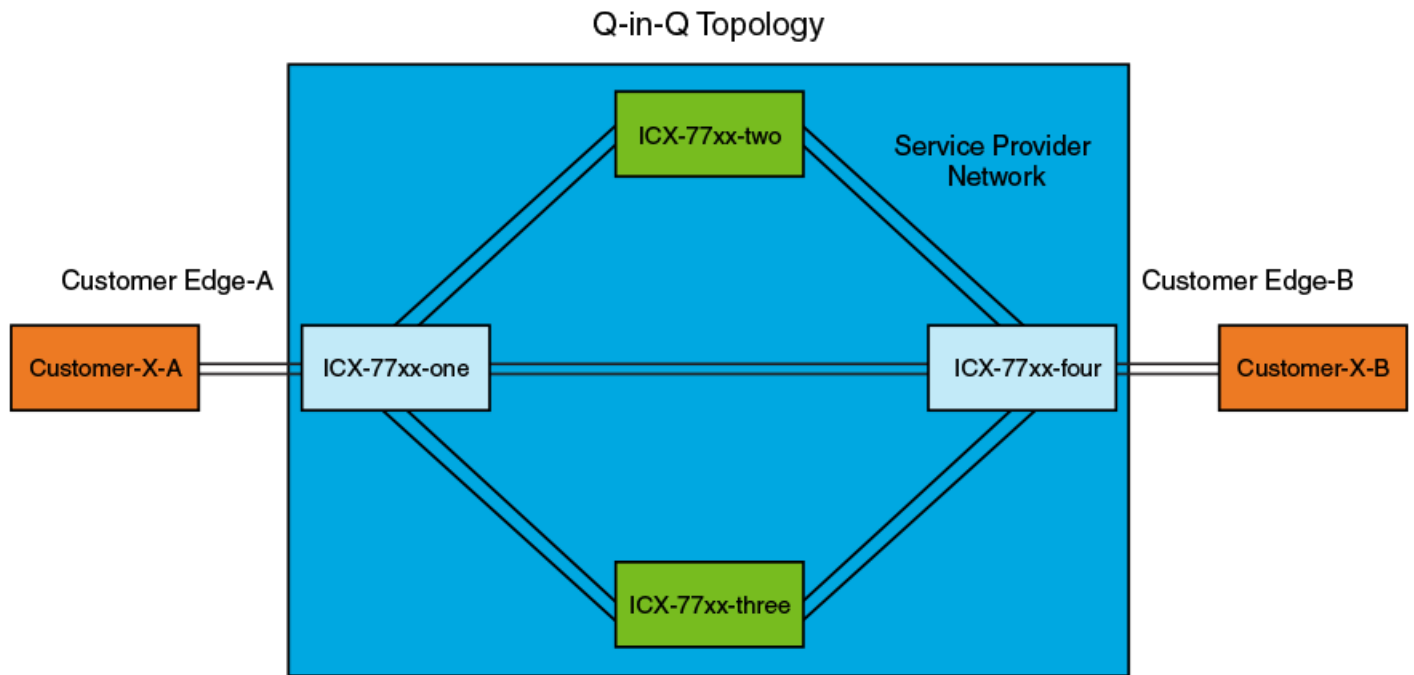 Q-in-Q Topology
ICX-77xx-two
Service Provider
Network
Customer Edge-A
Customer Edge-B
Customer-X-A
ICX-77xx-one
ICX-77xx-four
Customer-X-B
ICX-77xx-three